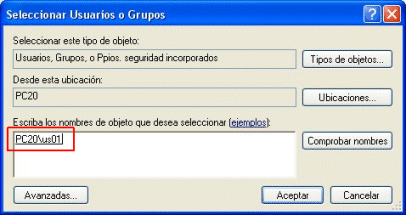 Seleccionar Usuarios o Grupos
Seleccionar este tipo de objeto:
Usuarios, Grupos, o Ppios. seguridad incorporados
Tipos de objetos...
Desde esta ubicación:
PC20
Ubicaciones...
Escriba los nombres de objeto que desea seleccionar (ejemplos):
PC20\us01
Comprobar nombres
Avanzadas...
Aceptar
Cancelar